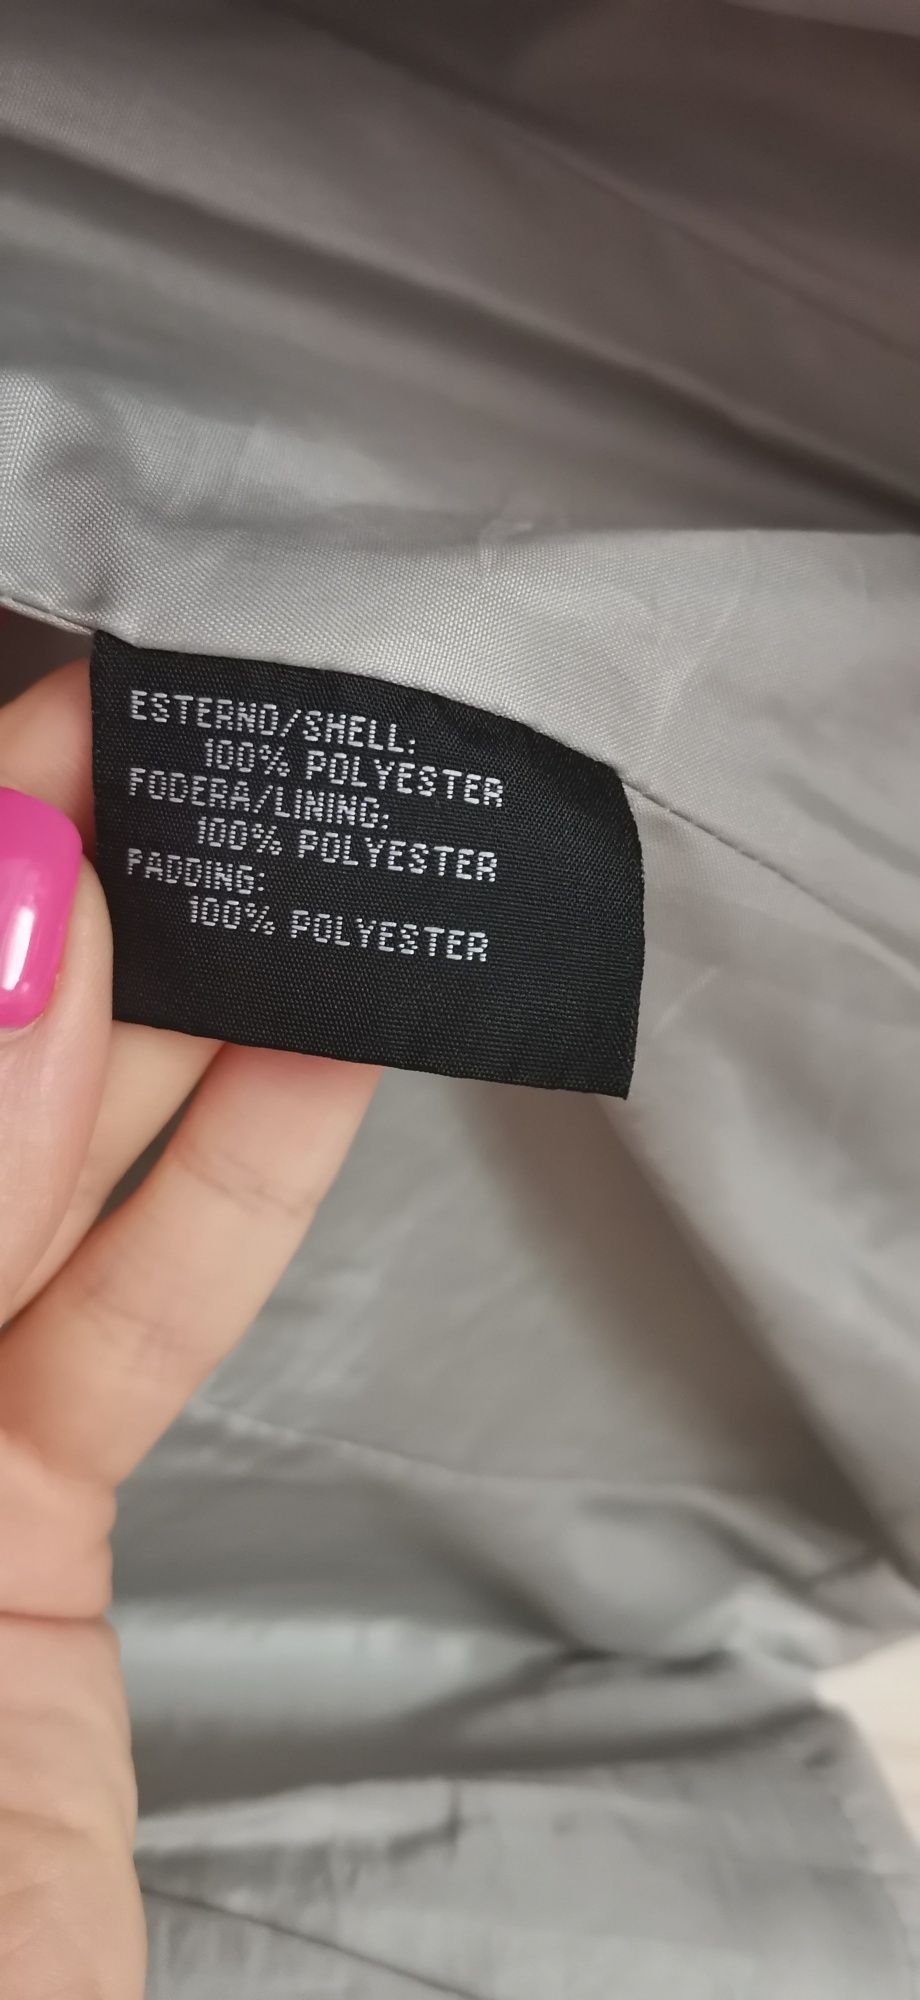 ESTERNO/SHELL:
100% POLYESTER
FODERA/LINING:
100% POLYESTER
PADDING:
100% POLYESTER